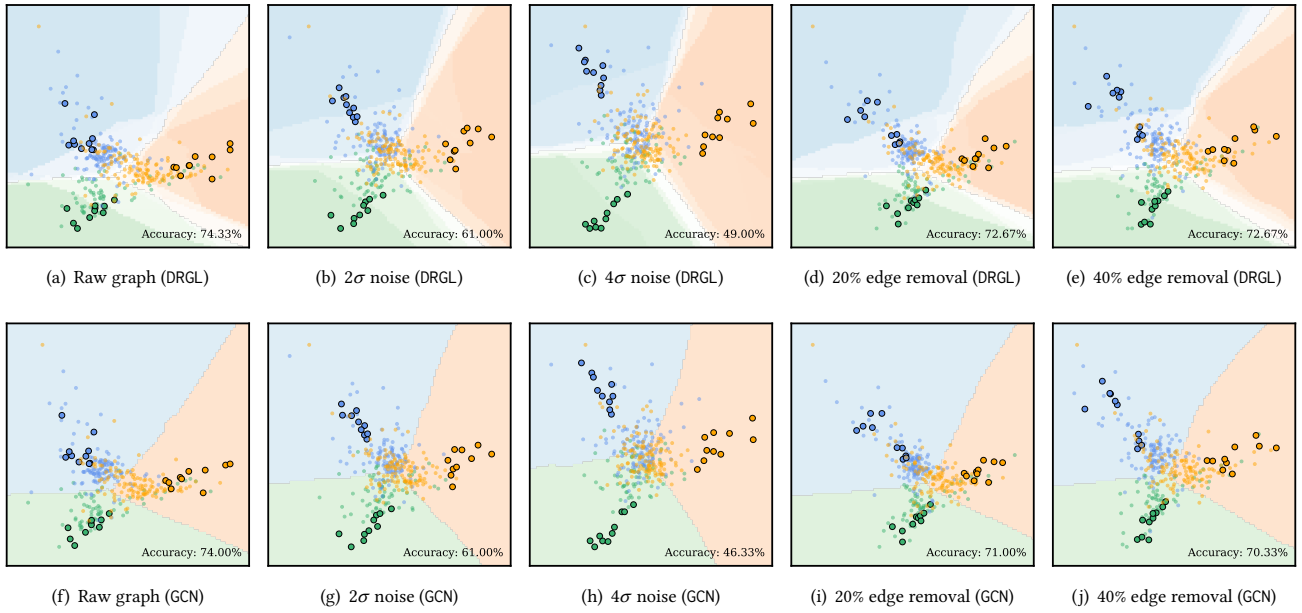 Accuracy: 74.33%
Accuracy: 61.00%
Accuracy: 49.00%
Accuracy: 72.67%
Accuracy: 72.67%
(a) Raw graph (DRGL)
(b) 2σ noise (DRGL)
(c) 4σ noise (DRGL)
(d) 20% edge removal (DRGL)
(e) 40% edge removal (DRGL)
Accuracy: 74.00%
Accuracy: 61.00%
Accuracy: 46.33%
Accuracy: 71.00%
Accuracy: 70.33%
(f) Raw graph (GCN)
(g) 2σ noise (GCN)
(h) 4σ noise (GCN)
(i) 20% edge removal (GCN)
(j) 40% edge removal (GCN)